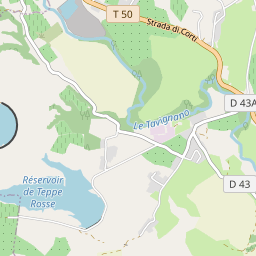 T 50
Strada di Corti
Le Tavignano
D 43A
Réservoir
de Teppe
Rosse
D 43